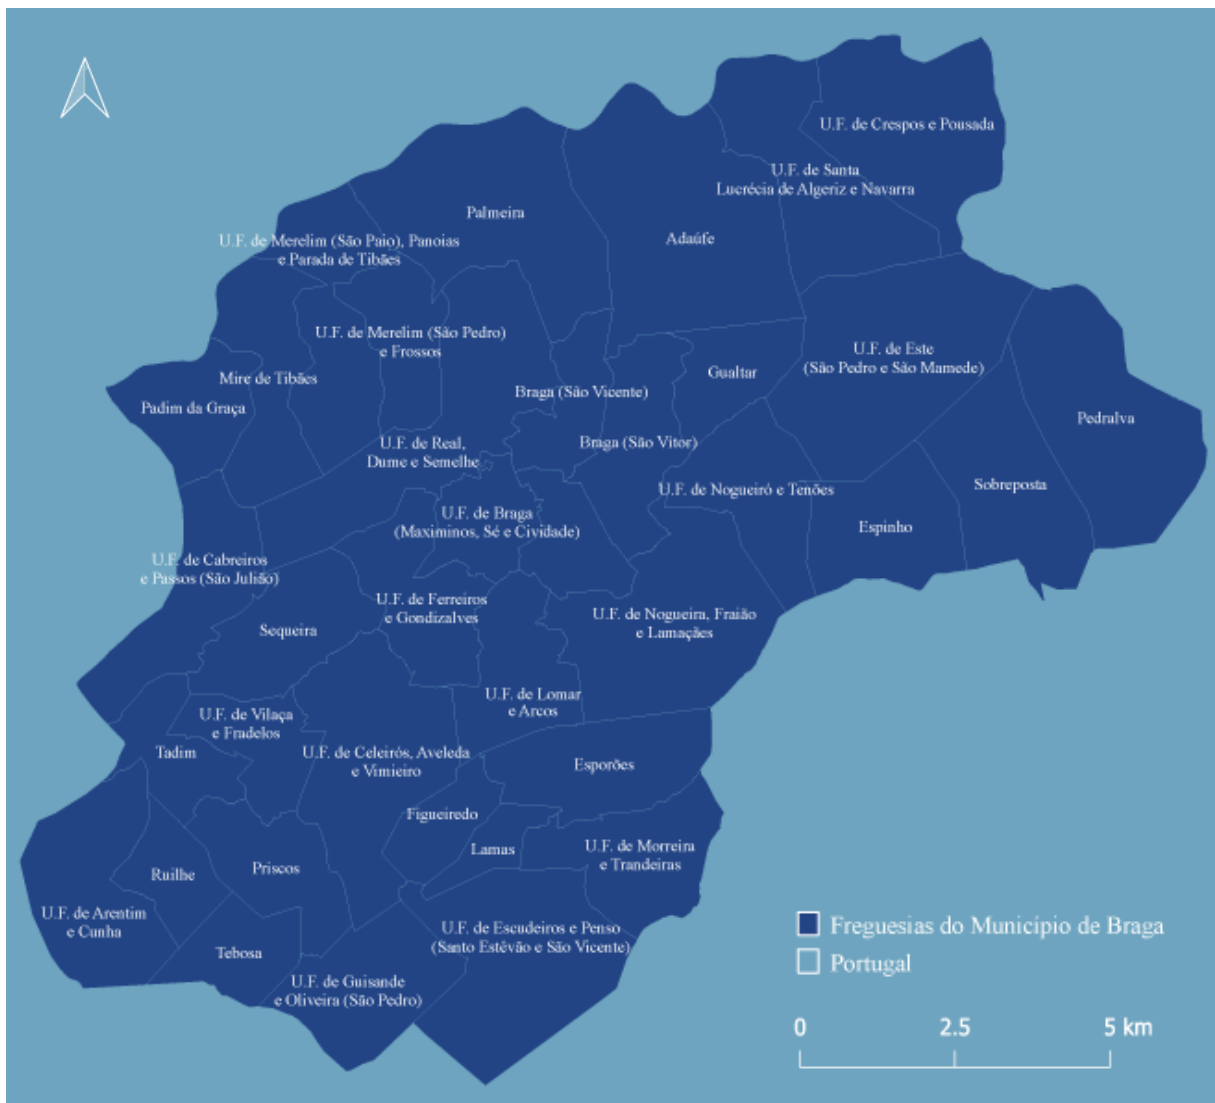 U.F. de Crespos e Pousada
U.F. de Santa
Lucrécia de Algeriz e Navarra
Palmeira
Adaúfe
U.F. de Merelim (São Paio), Panoias
e Parada de Tibães
U.F. de Merelim (São Pedro)
e Frossos
U.F. de Este
(São Pedro e São Mamede)
Gualtar
Mire de Tibães
Braga (São Vicente)
Padim da Graça
Pedralva
Braga (São Vitor)
U.F. de Real,
Dume e Semelhe
Sobreposta
U.F. de Nogueiró e Tenões
U.F. de Braga
(Maximinos, Sé e Cividade)
Espinho
U.F. de Cabreiros
e Passos (São Julião)
U.F. de Ferreiros
e Gondizalves
U.F. de Nogueira, Fraião
e Lamaçães
Sequeira
U.F. de Lomar
e Arcos
U.F. de Vilaça
e Fradelos
Tadim
U.F. de Celeirós, Aveleda
e Vimieiro
Esporões
Figueiredo
Lamas
U.F. de Morreira
e Trandeiras
Ruilhe
Priscos
U.F. de Arentim
e Cunha
U.F. de Escudeiros e Penso
(Santo Estêvão e São Vicente)
Tebosa
U.F. de Guisande
e Oliveira (São Pedro)
Freguesias do Município de Braga
Portugal
0 2.5 5 km